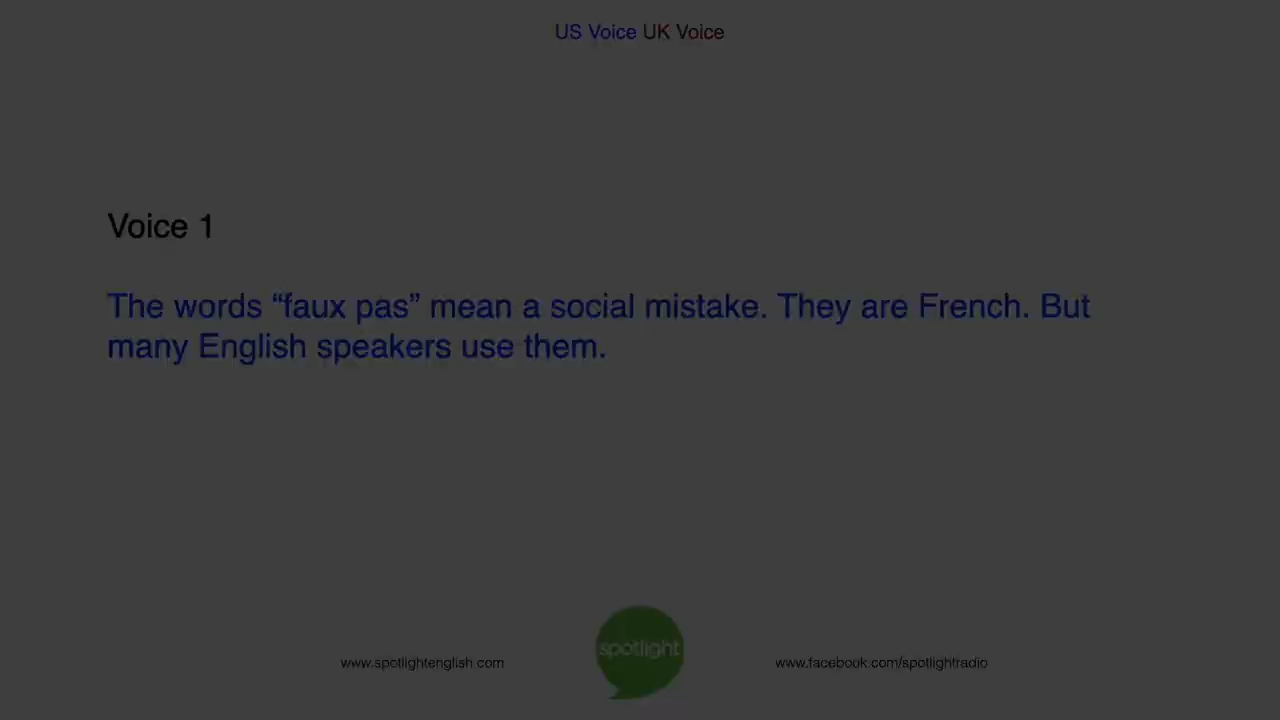 US Voice UK Voice
Voice 1
The words “faux pas” mean a social mistake. They are French. But
many English speakers use them.
spotlight
www.spotlightenglish.com
www.facebook.com/spotlightradio